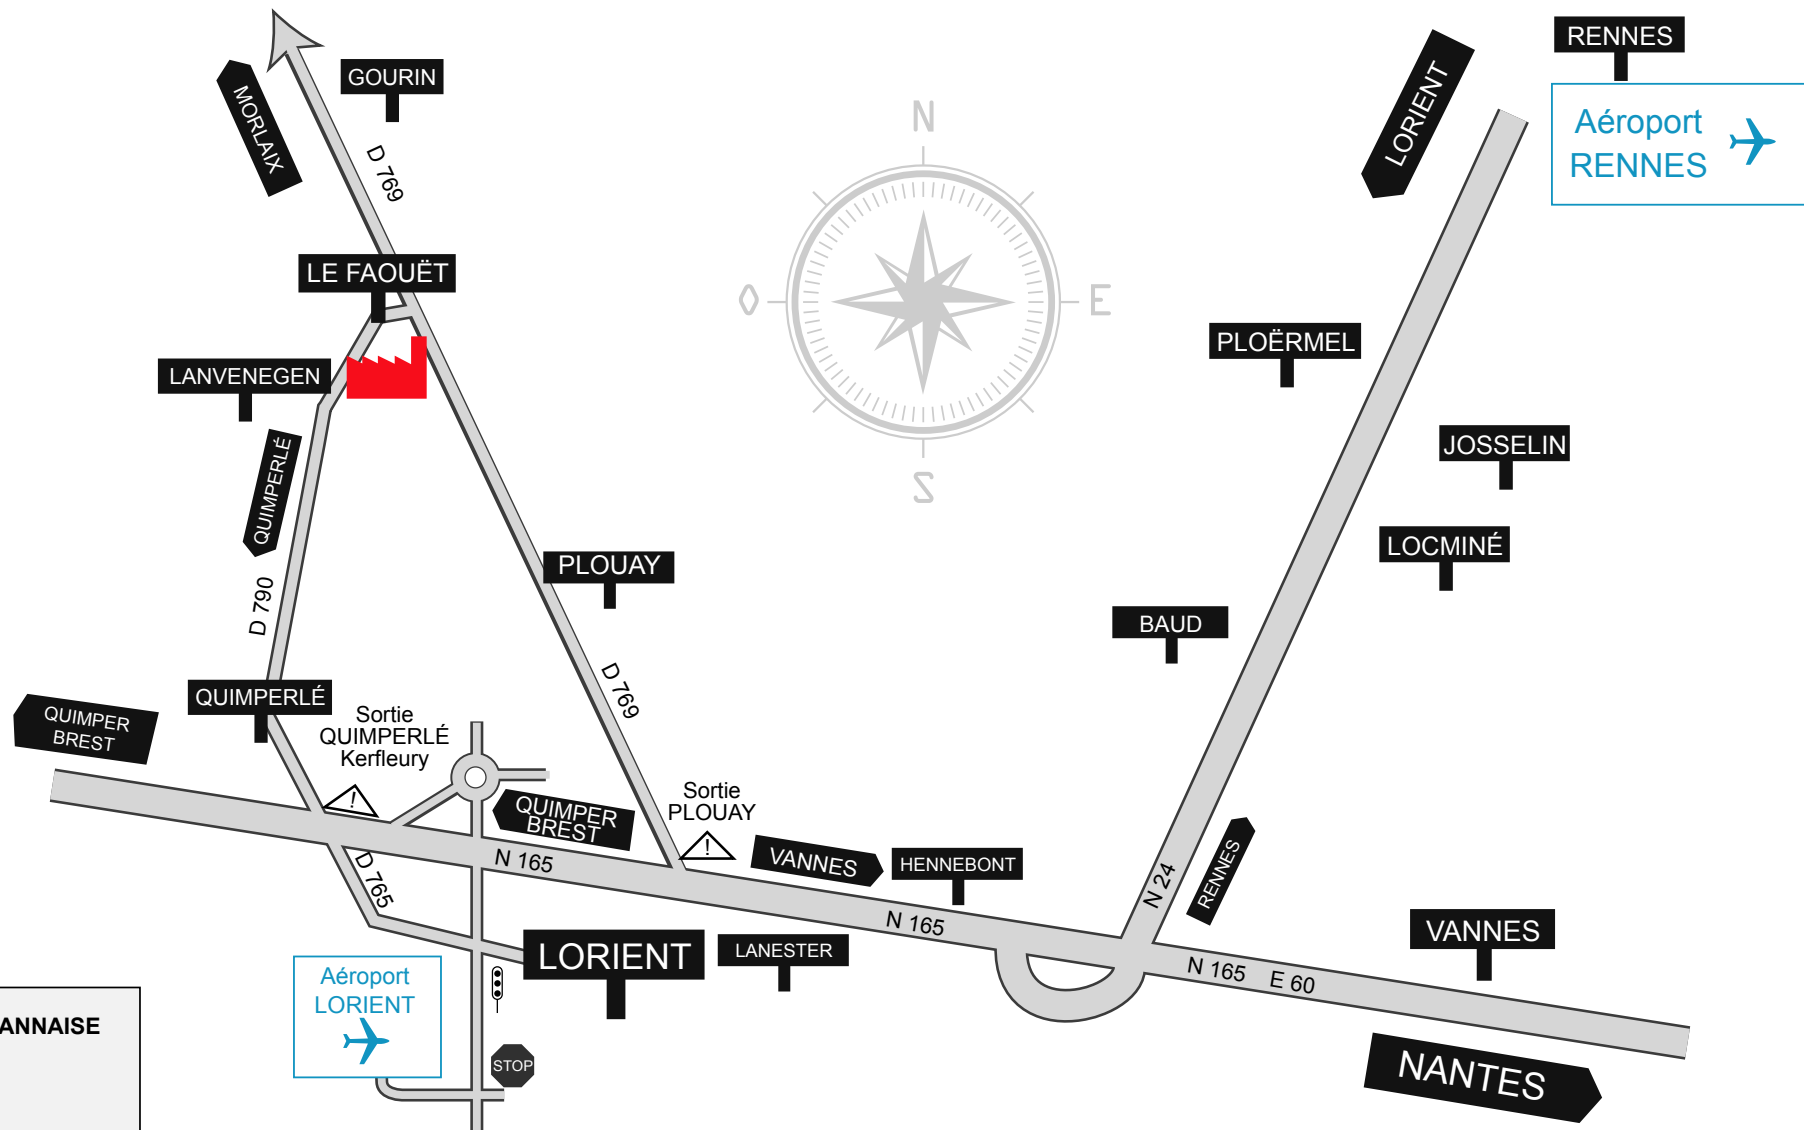 RENNES
Aéroport
RENNES
LORIENT
GOURIN
MORLAIX
D 769
N
O
E
S
LE FAOUËT
LANVENEGEN
QUIMPERLÉ
D 790
PLOËRMEL
JOSSELIN
LOCMINÉ
BAUD
PLOUAY
D 769
QUIMPERLÉ
QUIMPER
BREST
Sortie
QUIMPERLÉ
Kerfleury
!
QUIMPER
BREST
Sortie
PLOUAY
!
VANNES
HENNEBONT
N 165
N 165
D 765
N 24
RENNES
VANNES
N 165 E 60
NANTES
LORIENT
LANESTER
Aéroport
LORIENT
STOP
ANNAISE